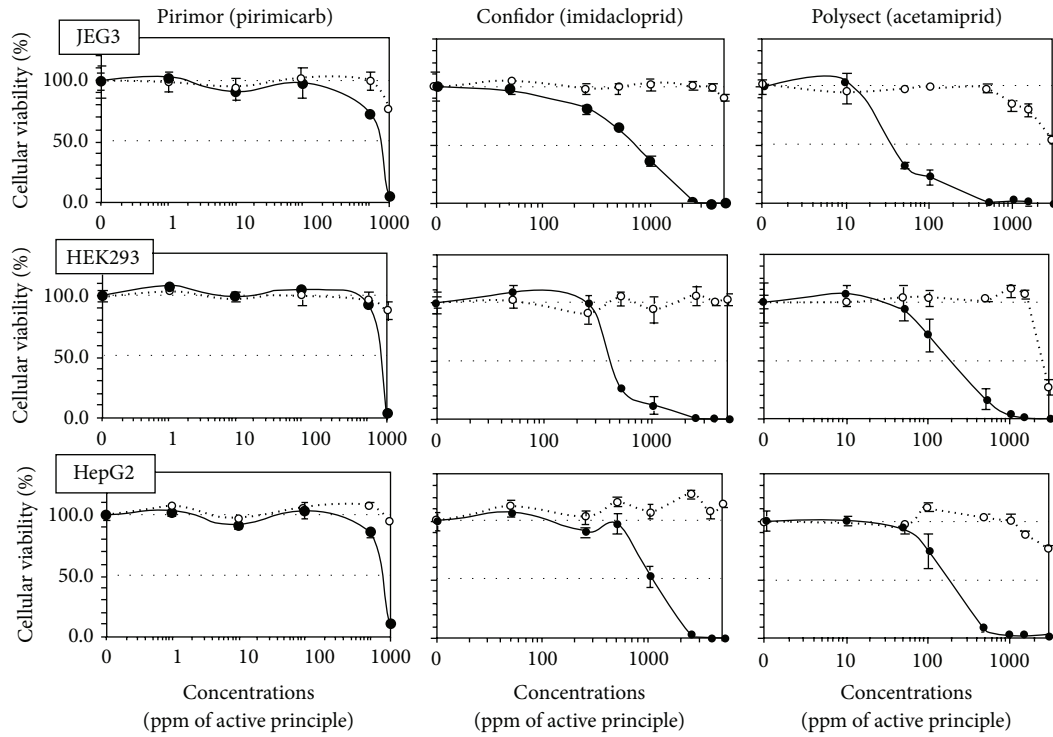 Pirimor (pirimicarb) Confidor (imidacloprid) Polysect (acetamiprid)
JEG3
Cellular viability (%)
100.0
50.0
0.0
0 1 10 100 1000
0 100 1000
0 10 100 1000
HEK293
Cellular viability (%)
100.0
50.0
0.0
0 1 10 100 1000
0 100 1000
0 10 100 1000
HepG2
Cellular viability (%)
100.0
50.0
0.0
0 1 10 100 1000
0 100 1000
0 10 100 1000
Concentrations Concentrations Concentrations
(ppm of active principle) (ppm of active principle) (ppm of active principle)